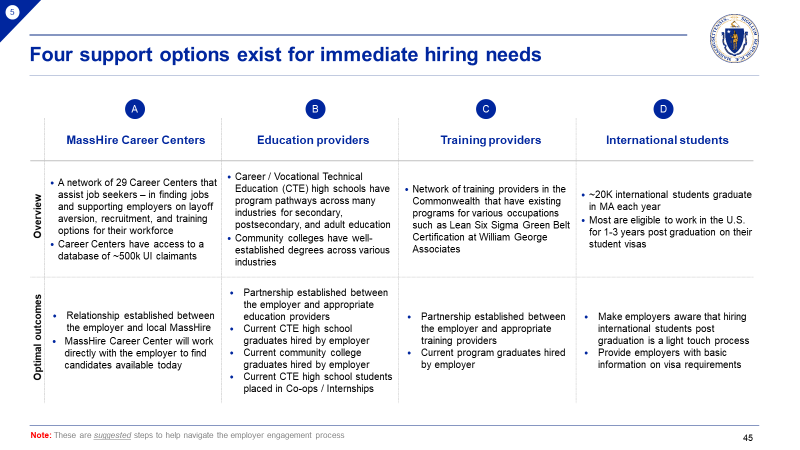 5
Four support options exist for immediate hiring needs
A
B
C
D
MassHire Career Centers
Education providers
Training providers
International students
Overview
• A network of 29 Career Centers that
assist job seekers – in finding jobs
and supporting employers on layoff
aversion, recruitment, and training
options for their workforce
• Career Centers have access to a
database of ~500k UI claimants
• Career / Vocational Technical
Education (CTE) high schools have
program pathways across many
industries for secondary,
postsecondary, and adult education
• Community colleges have well-
established degrees across various
industries
• Network of training providers in the
Commonwealth that have existing
programs for various occupations
such as Lean Six Sigma Green Belt
Certification at William George
Associates
• ~20K international students graduate
in MA each year
• Most are eligible to work in the U.S.
for 1-3 years post graduation on their
student visas
Optimal outcomes
• Relationship established between
the employer and local MassHire
• MassHire Career Center will work
directly with the employer to find
candidates available today
• Partnership established between
the employer and appropriate
education providers
• Current CTE high school
graduates hired by employer
• Current community college
graduates hired by employer
• Current CTE high school students
placed in Co-ops / Internships
• Partnership established between
the employer and appropriate
training providers
• Current program graduates hired
by employer
• Make employers aware that hiring
international students post
graduation is a light touch process
• Provide employers with basic
information on visa requirements
Note: These are suggested steps to help navigate the employer engagement process
45